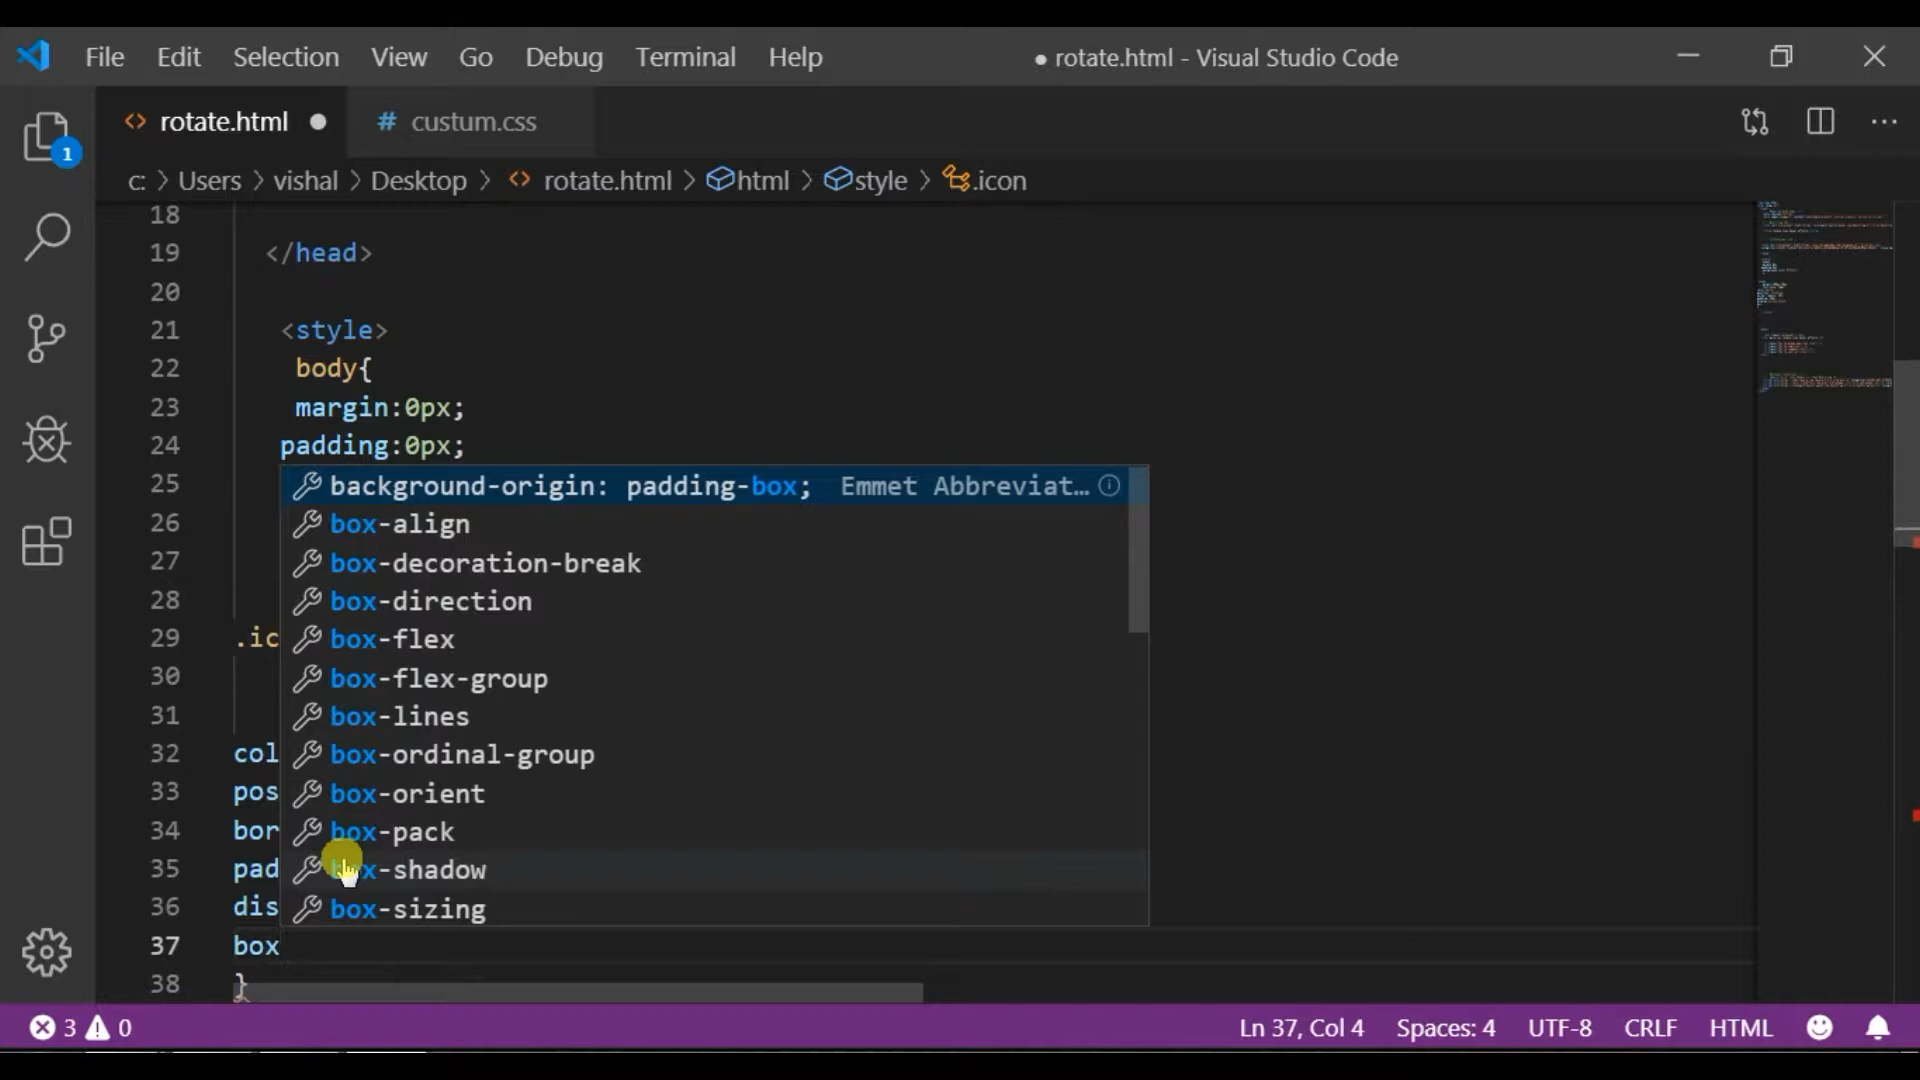 File Edit Selection View Go Debug Terminal Help ● rotate.html - Visual Studio Code
rotate.html ● # custum.css
c: > Users > vishal > Desktop > rotate.html > html > style > .icon
18
19 </head>
20
21 <style>
22 body{
23 margin:0px;
24 padding:0px;
25 background-origin: padding-box; Emmet Abbreviat…
26 box-align
27 box-decoration-break
28 box-direction
29 .ic box-flex
30 box-flex-group
31 box-lines
32 col box-ordinal-group
33 pos box-orient
34 bor box-pack
35 pad box-shadow
36 dis box-sizing
37 box
38 }
1
3 0 Ln 37, Col 4 Spaces: 4 UTF-8 CRLF HTML